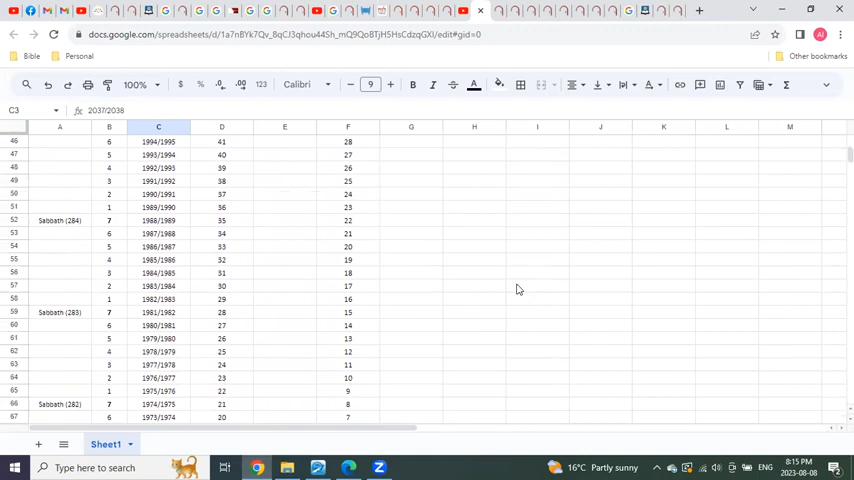 docs.google.com/spreadsheets/d/1a7nBYk7Qv_8qCJ3qhou44Sh_mQ9QoBTjH5HsCdzGXI/edit#gid=0
Bible Personal Other bookmarks
100% $ % .0 .00 123 Calibri 9 B I A
C3 2037/2038
A B C D E F G H I J K L M
46 6 1994/1995 41 28
47 5 1993/1994 40 27
48 4 1992/1993 39 26
49 3 1991/1992 38 25
50 2 1990/1991 37 24
51 1 1989/1990 36 23
52 Sabbath (284) 7 1988/1989 35 22
53 6 1987/1988 34 21
54 5 1986/1987 33 20
55 4 1985/1986 32 19
56 3 1984/1985 31 18
57 2 1983/1984 30 17
58 1 1982/1983 29 16
59 Sabbath (283) 7 1981/1982 28 15
60 6 1980/1981 27 14
61 5 1979/1980 26 13
62 4 1978/1979 25 12
63 3 1977/1978 24 11
64 2 1976/1977 23 10
65 1 1975/1976 22 9
66 Sabbath (282) 7 1974/1975 21 8
67 6 1973/1974 20 7
Sheet1
Type here to search
16°C Partly sunny ENG 8:15 PM
2023-08-08 2